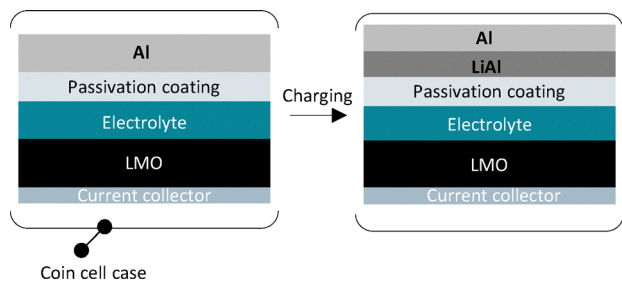 Al
Passivation coating
Electrolyte
LMO
Current collector
Coin cell case
Charging
Al
LiAl
Passivation coating
Electrolyte
LMO
Current collector